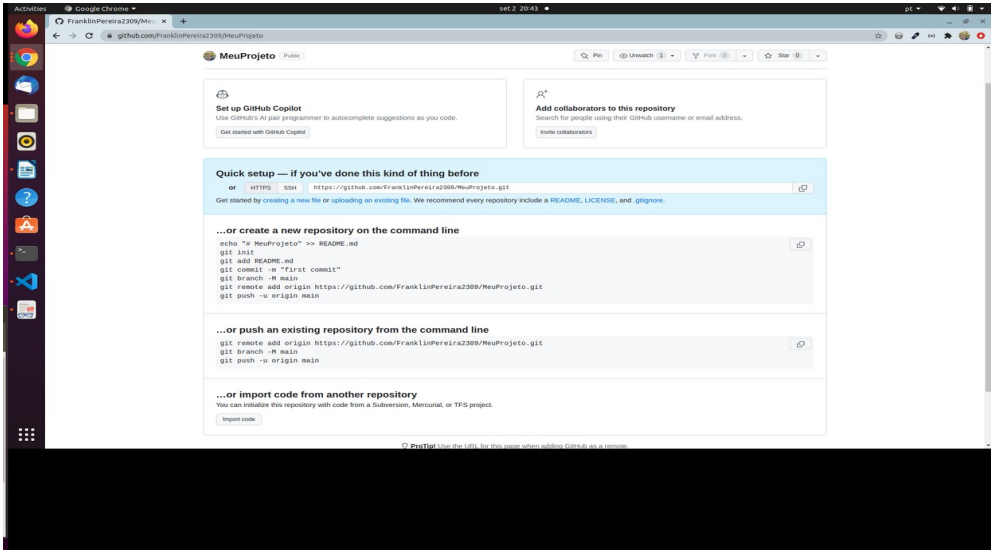 Activities
Google Chrome
set 2 20:43
pt
FranklinPereira2309/Meu
github.com/FranklinPereira2309/MeuProjeto
MeuProjeto Public
Pin
Unwatch 1
Fork 0
Star 0
Set up GitHub Copilot
Use GitHub's AI pair programmer to autocomplete suggestions as you code.
Get started with GitHub Copilot
Add collaborators to this repository
Search for people using their GitHub username or email address.
Invite collaborators
Quick setup — if you've done this kind of thing before
or HTTPS SSH https://github.com/FranklinPereira2309/MeuProjeto.git
Get started by creating a new file or uploading an existing file. We recommend every repository include a README, LICENSE, and .gitignore.
...or create a new repository on the command line
echo "# MeuProjeto" >> README.md
git init
git add README.md
git commit -m "first commit"
git branch -M main
git remote add origin https://github.com/FranklinPereira2309/MeuProjeto.git
git push -u origin main
...or push an existing repository from the command line
git remote add origin https://github.com/FranklinPereira2309/MeuProjeto.git
git branch -M main
git push -u origin main
...or import code from another repository
You can initialize this repository with code from a Subversion, Mercurial, or TFS project.
Import code
ProTip! Use the URL for this page when adding GitHub as a remote.